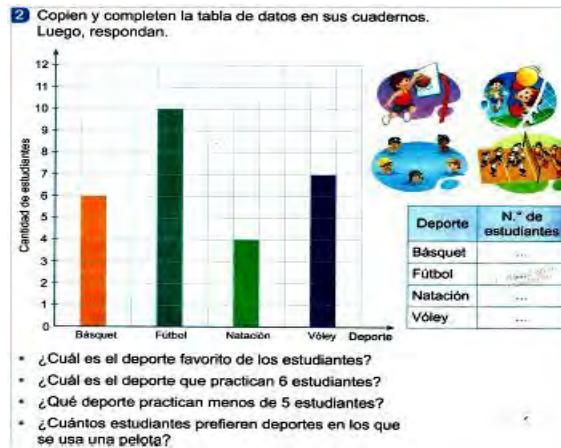 2 Copien y completen la tabla de datos en sus cuadernos.
Luego, respondan.
Cantidad de estudiantes
12
11
10
9
8
7
6
5
4
3
2
1
0
Básquet Fútbol Natación Vóley Deporte
Deporte N.° de estudiantes
Básquet ...
Fútbol ...
Natación ...
Vóley ...
• ¿Cuál es el deporte favorito de los estudiantes?
• ¿Cuál es el deporte que practican 6 estudiantes?
• ¿Qué deporte practican menos de 5 estudiantes?
• ¿Cuántos estudiantes prefieren deportes en los que
se usa una pelota?